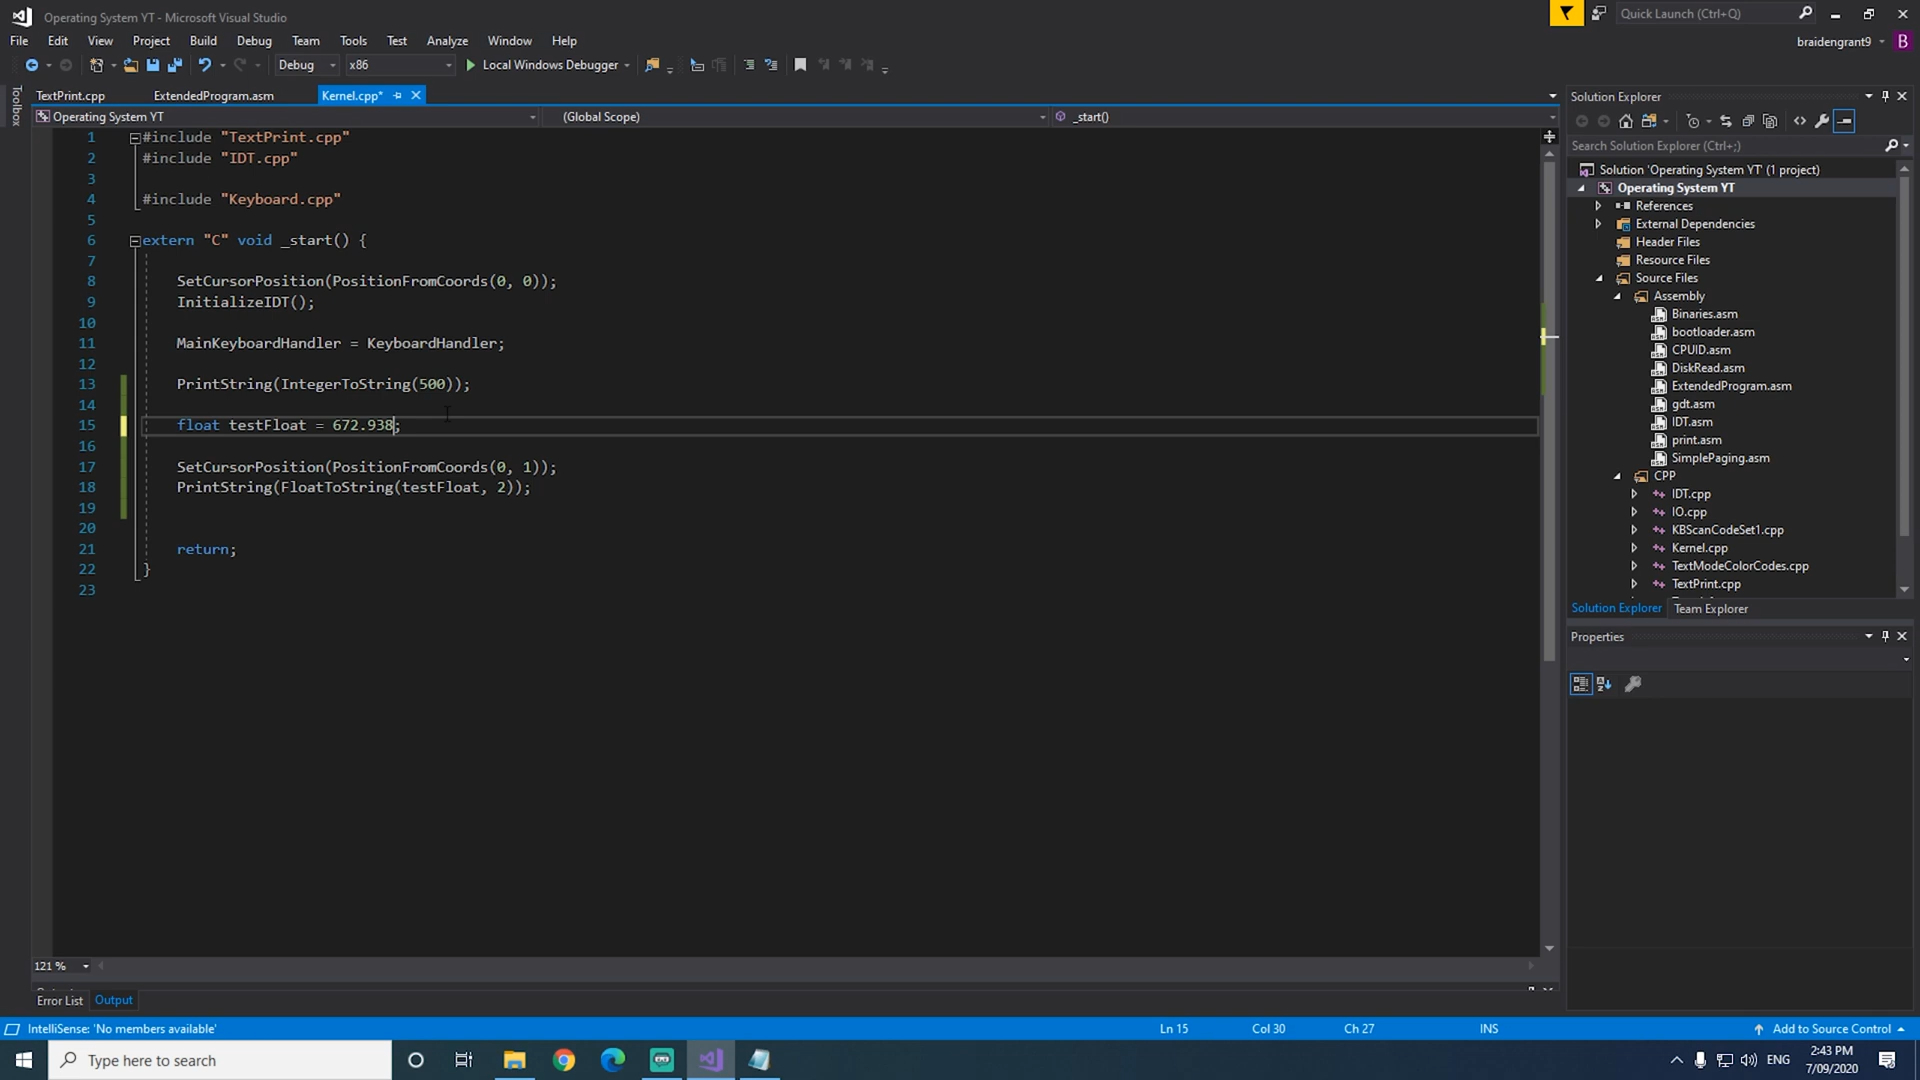 Operating System YT - Microsoft Visual Studio
Quick Launch (Ctrl+Q)
File Edit View Project Build Debug Team Tools Test Analyze Window Help
braidengrant9 B
Debug x86 Local Windows Debugger
Toolbox
TextPrint.cpp ExtendedProgram.asm Kernel.cpp*
Operating System YT (Global Scope) _start()
1 #include "TextPrint.cpp"
2 #include "IDT.cpp"
3
4 #include "Keyboard.cpp"
5
6 extern "C" void _start() {
7
8 SetCursorPosition(PositionFromCoords(0, 0));
9 InitializeIDT();
10
11 MainKeyboardHandler = KeyboardHandler;
12
13 PrintString(IntegerToString(500));
14
15 float testFloat = 672.938;
16
17 SetCursorPosition(PositionFromCoords(0, 1));
18 PrintString(FloatToString(testFloat, 2));
19
20
21 return;
22 }
23
121 %
Error List Output
Solution Explorer
Search Solution Explorer (Ctrl+;)
Solution 'Operating System YT' (1 project)
Operating System YT
References
External Dependencies
Header Files
Resource Files
Source Files
Assembly
Binaries.asm
bootloader.asm
CPUID.asm
DiskRead.asm
ExtendedProgram.asm
gdt.asm
IDT.asm
print.asm
SimplePaging.asm
CPP
IDT.cpp
IO.cpp
KBScanCodeSet1.cpp
Kernel.cpp
TextModeColorCodes.cpp
TextPrint.cpp
Solution Explorer Team Explorer
Properties
IntelliSense: 'No members available' Ln 15 Col 30 Ch 27 INS Add to Source Control
Type here to search
ENG
2:43 PM
7/09/2020